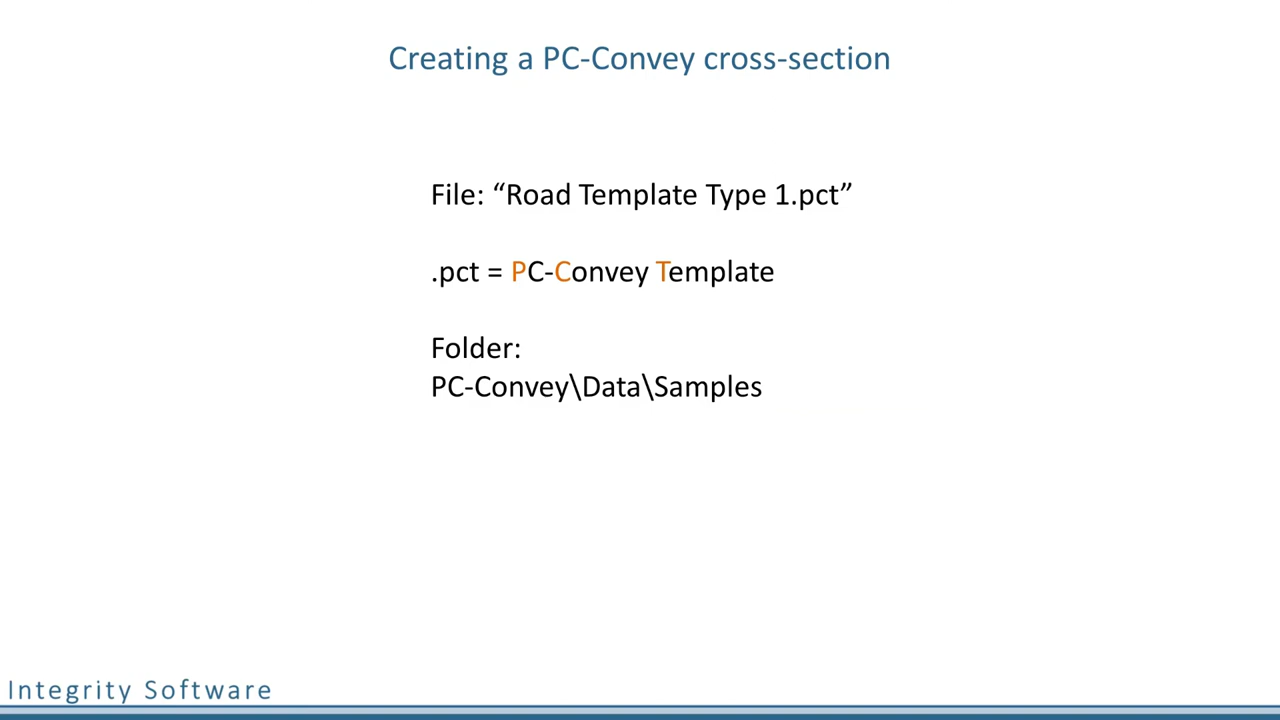 Creating a PC-Convey cross-section
File: “Road Template Type 1.pct”
.pct = PC-Convey Template
Folder:
PC-Convey\Data\Samples
Integrity Software